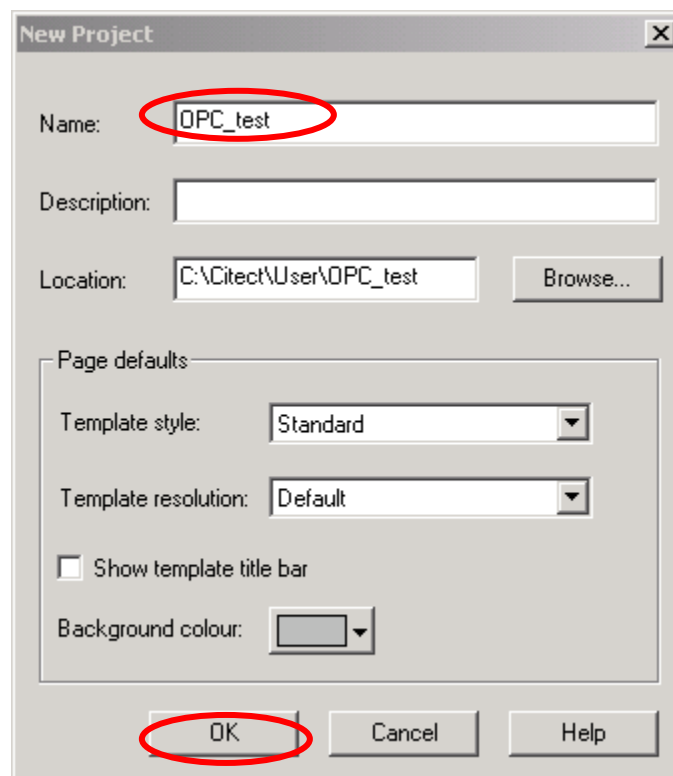 New Project
Name: OPC_test
Description:
Location: C:\Citect\User\OPC_test Browse...
Page defaults
Template style: Standard
Template resolution: Default
Show template title bar
Background colour:
OK Cancel Help